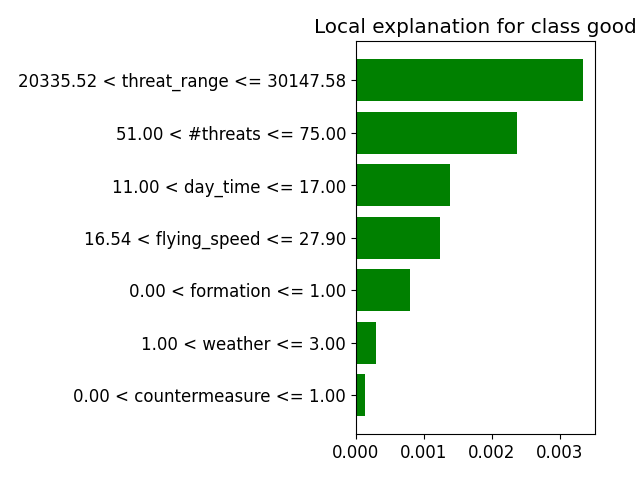 Local explanation for class good
20335.52 < threat_range <= 30147.58
51.00 < #threats <= 75.00
11.00 < day_time <= 17.00
16.54 < flying_speed <= 27.90
0.00 < formation <= 1.00
1.00 < weather <= 3.00
0.00 < countermeasure <= 1.00
0.000 0.001 0.002 0.003